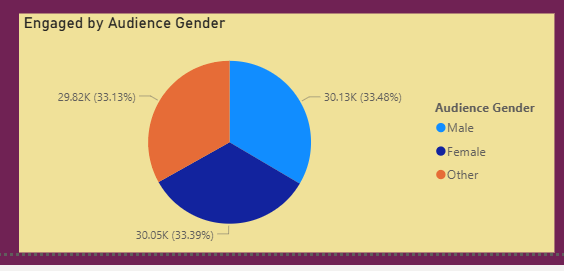 Engaged by Audience Gender
29.82K (33.13%)
30.13K (33.48%)
Audience Gender
Male
Female
Other
30.05K (33.39%)